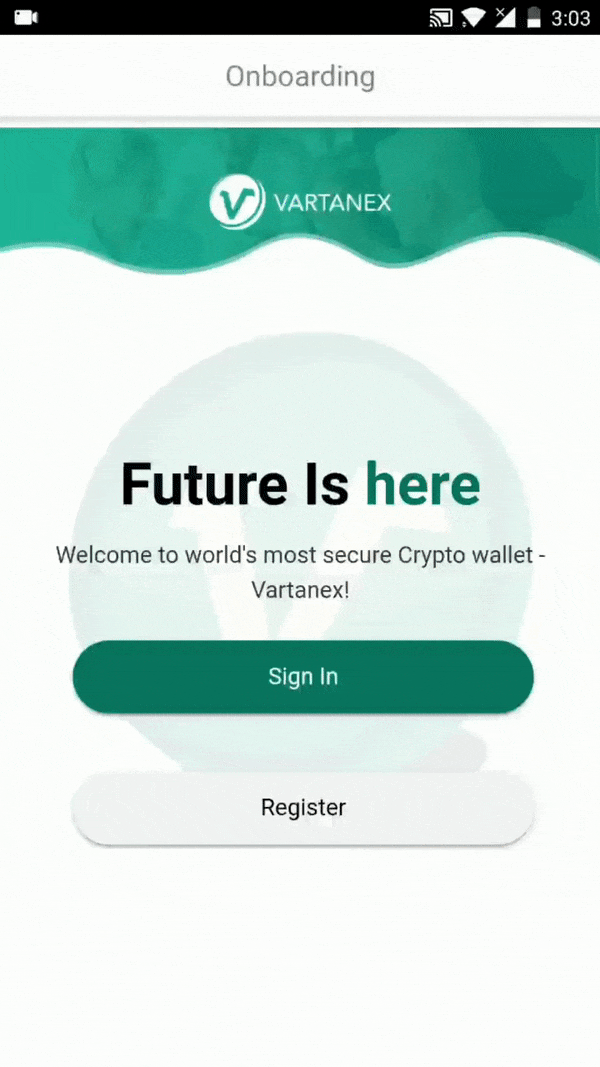 3:03
Onboarding
VARTANEX
Future Is here
Welcome to world's most secure Crypto wallet -
Vartanex!
Sign In
Register